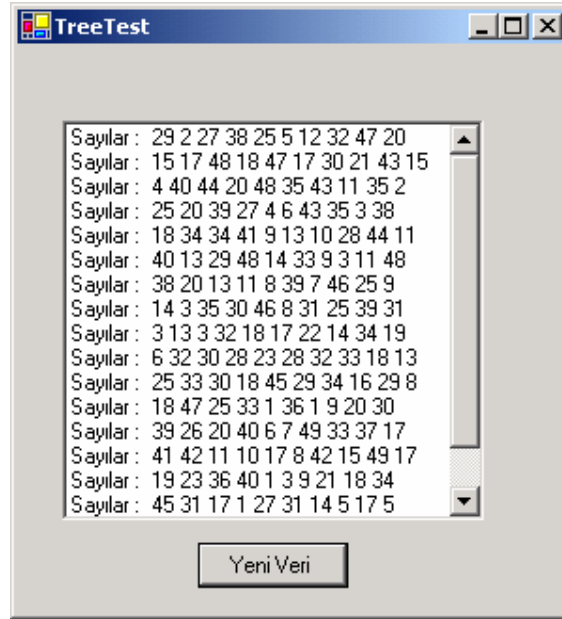 TreeTest
Sayılar : 29 2 27 38 25 5 12 32 47 20
Sayılar : 15 17 48 18 47 17 30 21 43 15
Sayılar : 4 40 44 20 48 35 43 11 35 2
Sayılar : 25 20 39 27 4 6 43 35 3 38
Sayılar : 18 34 34 41 9 13 10 28 44 11
Sayılar : 40 13 29 48 14 33 9 3 11 48
Sayılar : 38 20 13 11 8 39 7 46 25 9
Sayılar : 14 3 35 30 46 8 31 25 39 31
Sayılar : 3 13 3 32 18 17 22 14 34 19
Sayılar : 6 32 30 28 23 28 32 33 18 13
Sayılar : 25 33 30 18 45 29 34 16 29 8
Sayılar : 18 47 25 33 1 36 1 9 20 30
Sayılar : 39 26 20 40 6 7 49 33 37 17
Sayılar : 41 42 11 10 17 8 42 15 49 17
Sayılar : 19 23 36 40 1 3 9 21 18 34
Sayılar : 45 31 17 1 27 31 14 5 17 5
Yeni Veri